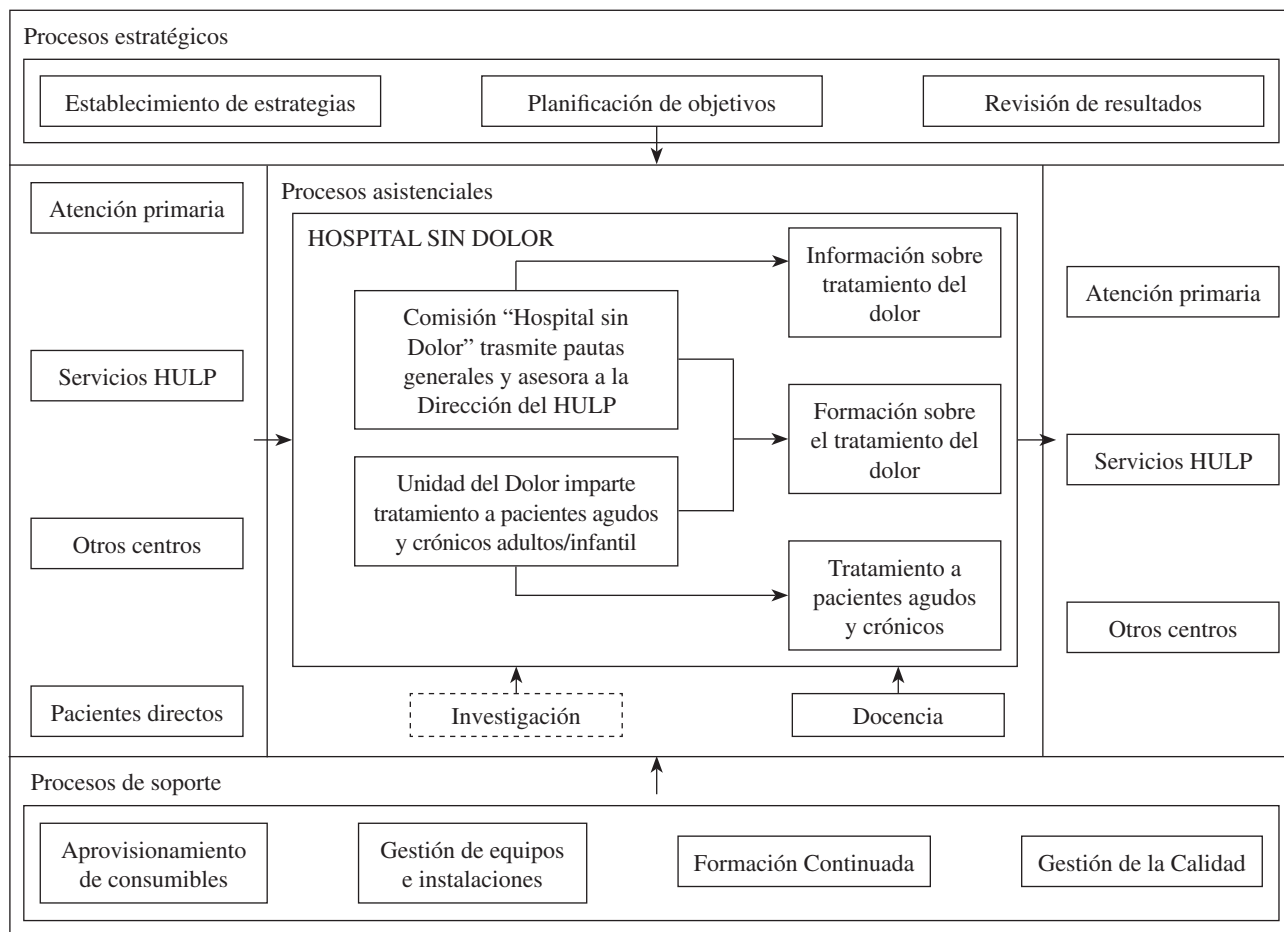 Procesos estratégicos
Establecimiento de estrategias
Planificación de objetivos
Revisión de resultados
Atención primaria
Servicios HULP
Otros centros
Pacientes directos
Procesos asistenciales
HOSPITAL SIN DOLOR
Comisión “Hospital sin
Dolor” trasmite pautas
generales y asesora a la
Dirección del HULP
Unidad del Dolor imparte
tratamiento a pacientes agudos
y crónicos adultos/infantil
Información sobre
tratamiento del
dolor
Formación sobre
el tratamiento del
dolor
Tratamiento a
pacientes agudos
y crónicos
Investigación
Docencia
Atención primaria
Servicios HULP
Otros centros
Procesos de soporte
Aprovisionamiento
de consumibles
Gestión de equipos
e instalaciones
Formación Continuada
Gestión de la Calidad